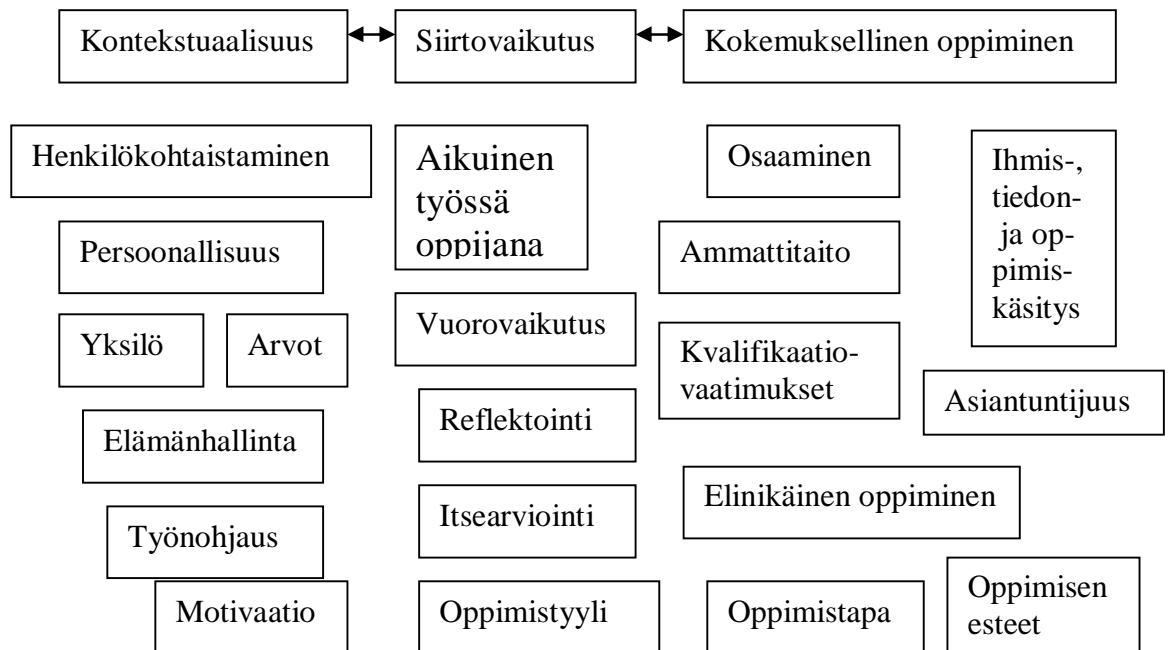 Kontekstuaalisuus
Siirtovaikutus
Kokemuksellinen oppiminen
Henkilökohtaistaminen
Aikuinen
työssä
oppijana
Osaaminen
Ihmis-,
tiedon-
ja op-
pimis-
käsitys
Persoonallisuus
Ammattitaito
Yksilö
Arvot
Vuorovaikutus
Kvalifikaatio-
vaatimukset
Asiantuntijuus
Elämänhallinta
Reflektointi
Elinikäinen oppiminen
Työnohjaus
Itsearviointi
Motivaatio
Oppimistyyli
Oppimistapa
Oppimisen
esteet